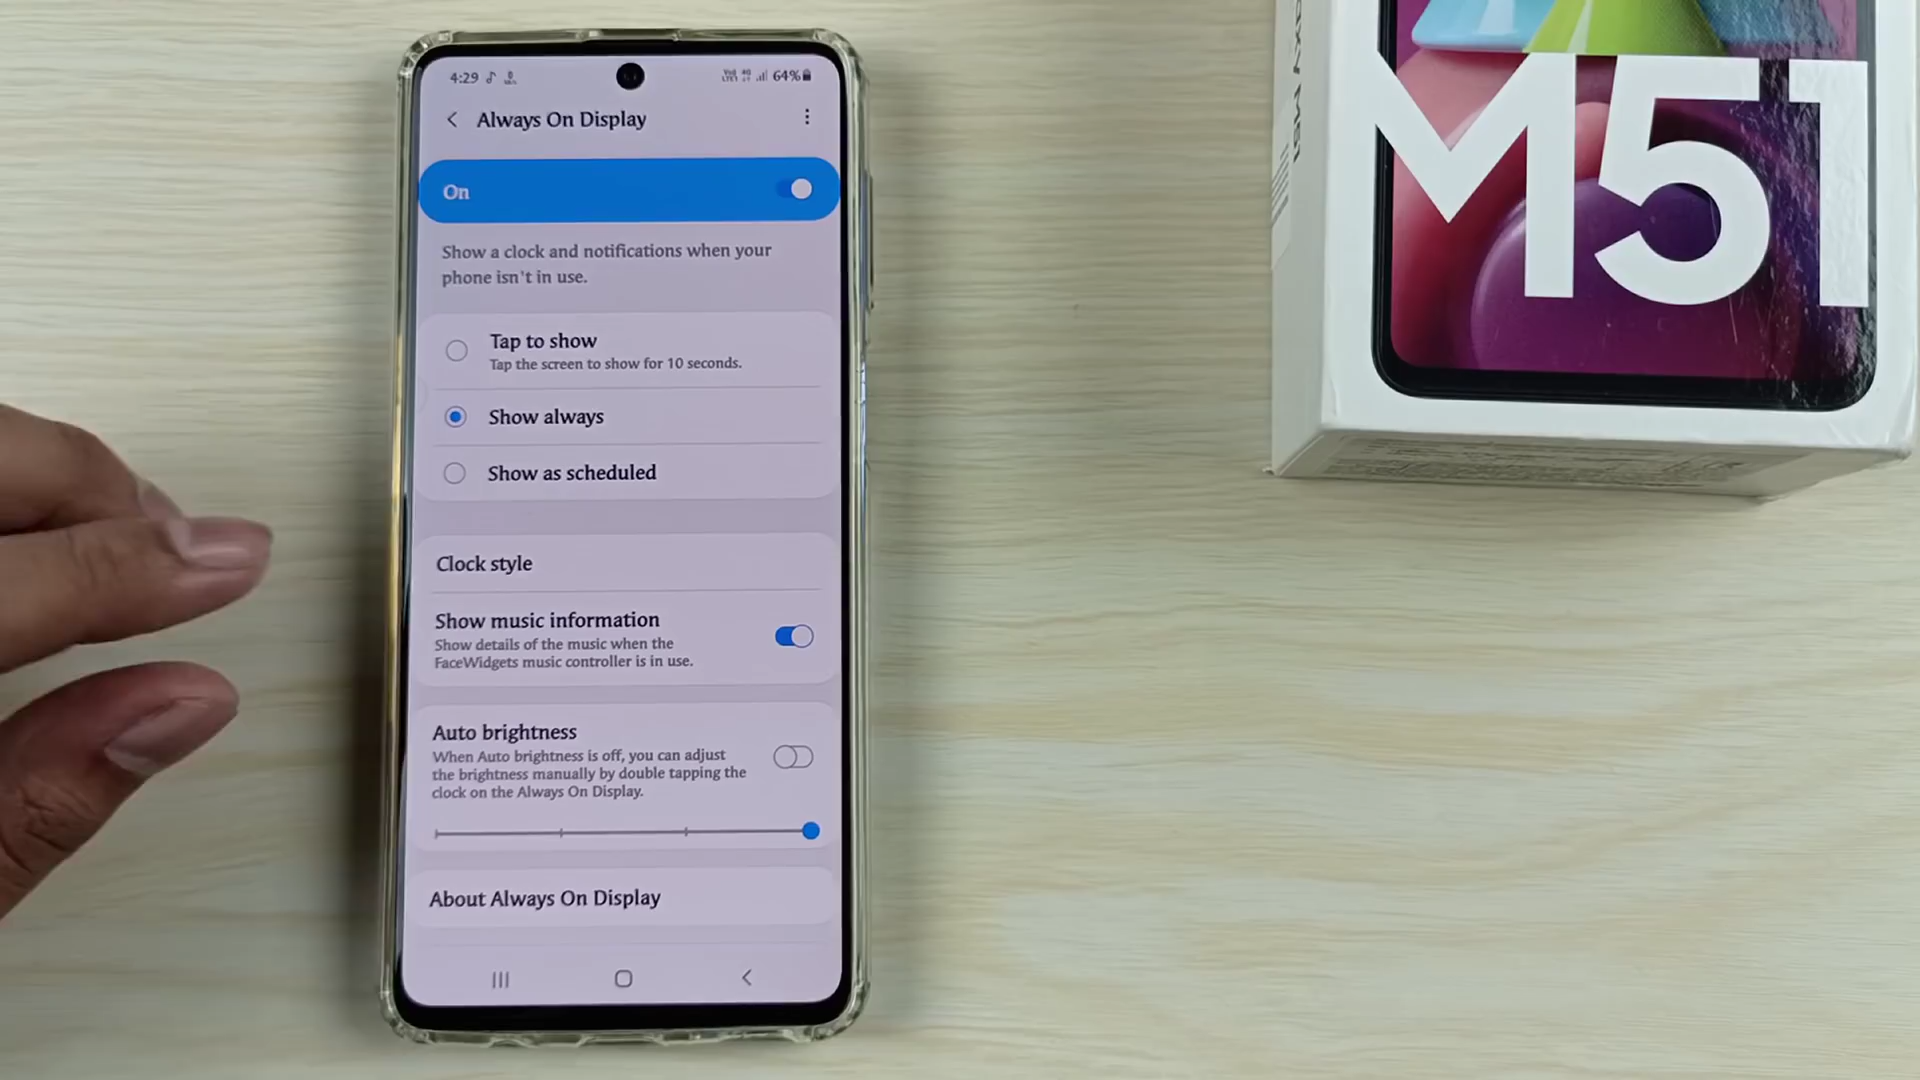 4:29
64%
Always On Display
On
Show a clock and notifications when your
phone isn't in use.
Tap to show
Tap the screen to show for 10 seconds.
Show always
Show as scheduled
Clock style
Show music information
Show details of the music when the
FaceWidgets music controller is in use.
Auto brightness
When Auto brightness is off, you can adjust
the brightness manually by double tapping the
clock on the Always On Display.
About Always On Display
M51